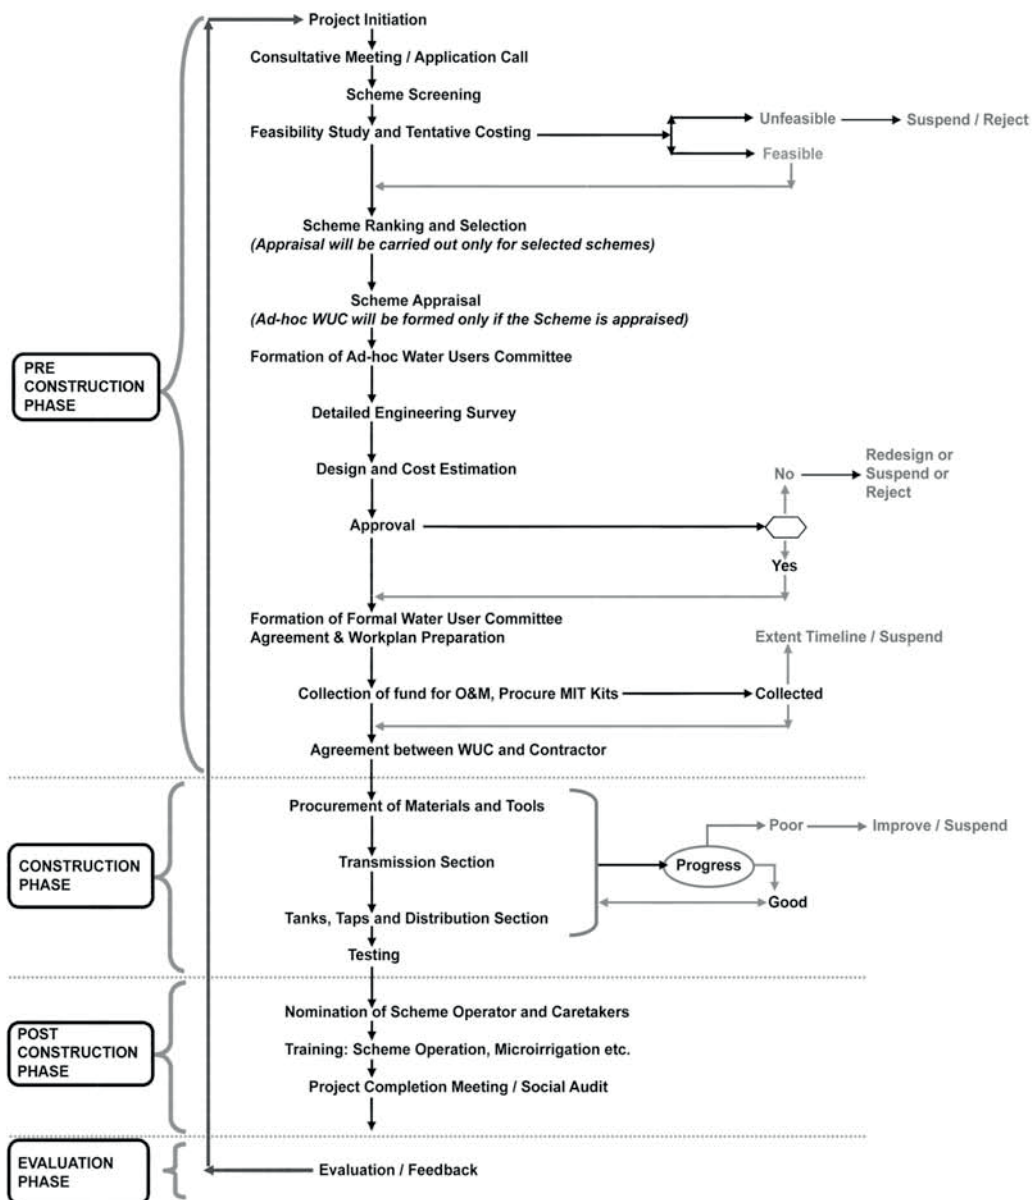 Project Initiation
Consultative Meeting / Application Call
Scheme Screening
Feasibility Study and Tentative Costing
Unfeasible
Suspend / Reject
Feasible
Scheme Ranking and Selection
(Appraisal will be carried out only for selected schemes)
Scheme Appraisal
(Ad-hoc WUC will be formed only if the Scheme is appraised)
Formation of Ad-hoc Water Users Committee
PRE
CONSTRUCTION
PHASE
Detailed Engineering Survey
Design and Cost Estimation
No
Redesign or
Suspend or
Reject
Approval
Yes
Formation of Formal Water User Committee
Agreement & Workplan Preparation
Extent Timeline / Suspend
Collection of fund for O&M, Procure MIT Kits
Collected
Agreement between WUC and Contractor
CONSTRUCTION
PHASE
Procurement of Materials and Tools
Poor
Improve / Suspend
Transmission Section
Progress
Good
Tanks, Taps and Distribution Section
Testing
POST
CONSTRUCTION
PHASE
Nomination of Scheme Operator and Caretakers
Training: Scheme Operation, Microirrigation etc.
Project Completion Meeting / Social Audit
EVALUATION
PHASE
Evaluation / Feedback